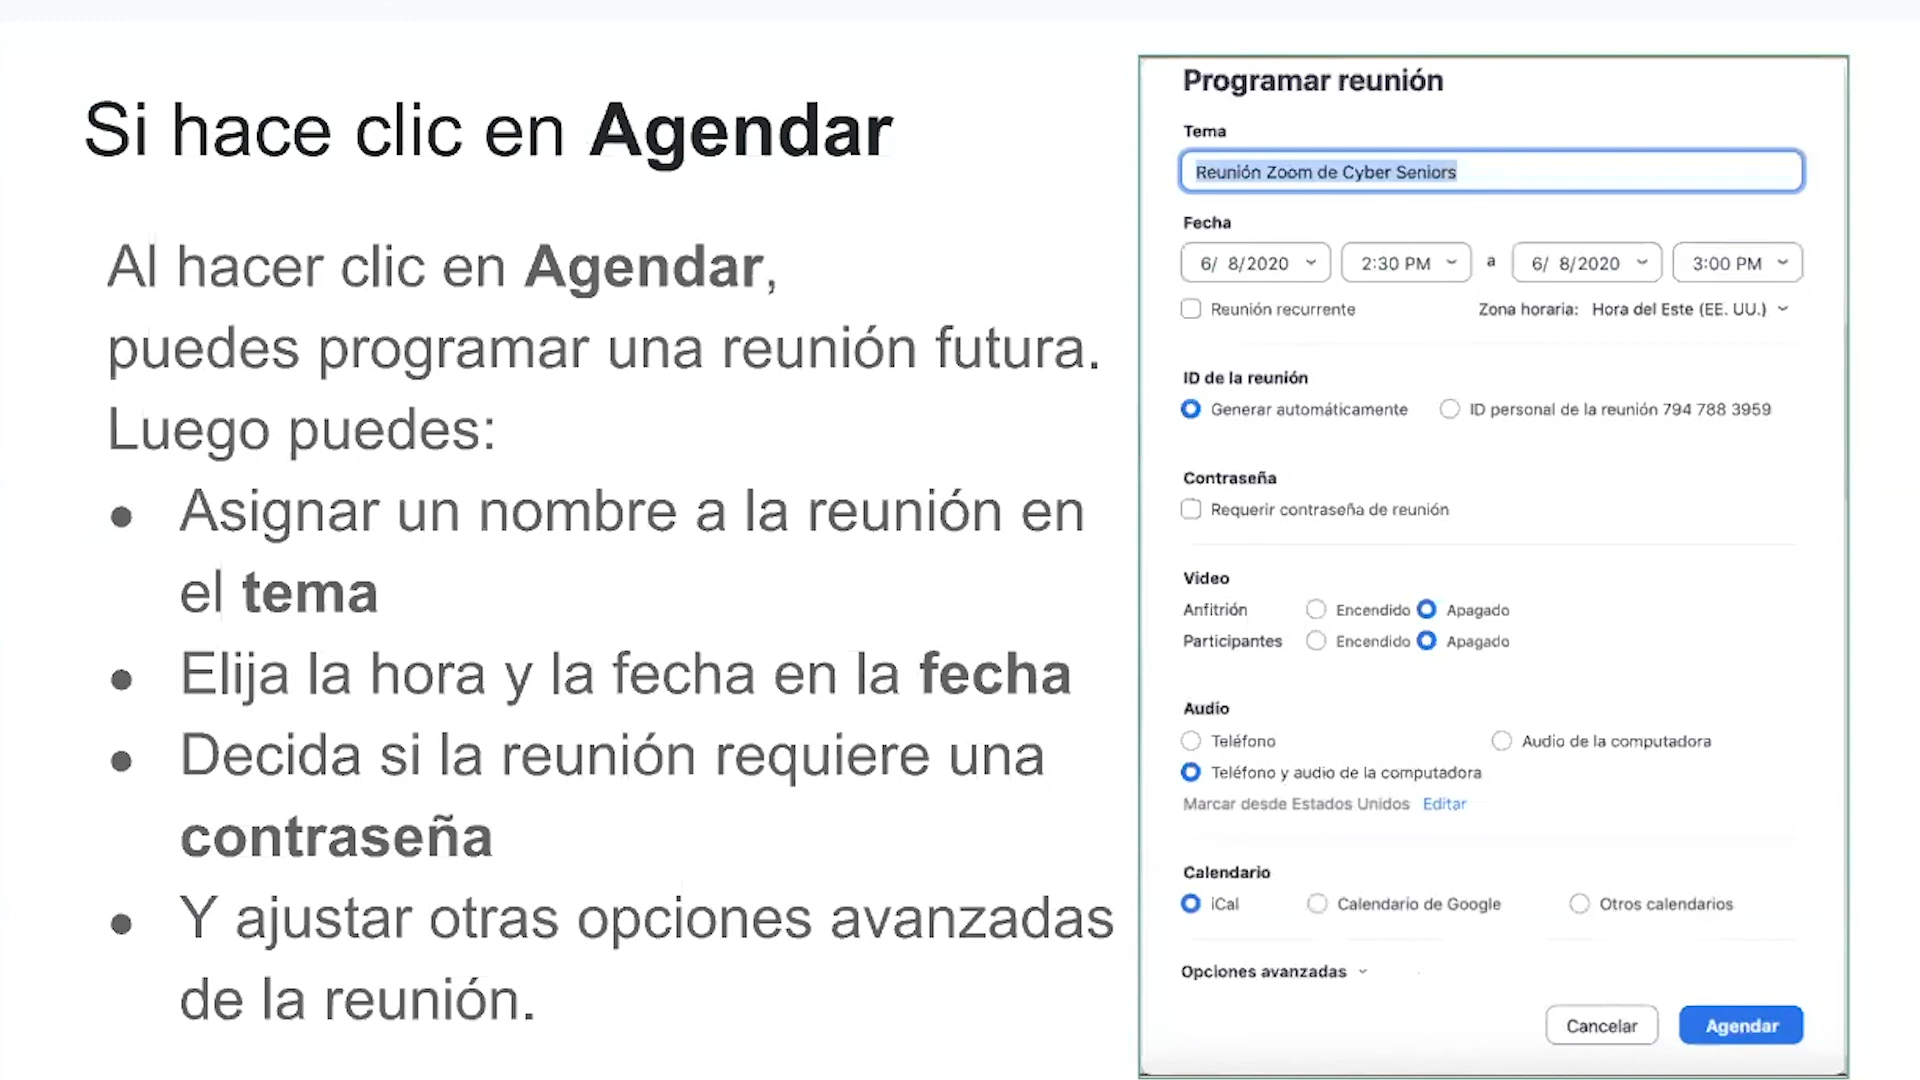 Si hace clic en Agendar
Al hacer clic en Agendar,
puedes programar una reunión futura.
Luego puedes:
● Asignar un nombre a la reunión en
el tema
● Elija la hora y la fecha en la fecha
● Decida si la reunión requiere una
contraseña
● Y ajustar otras opciones avanzadas
de la reunión.
Programar reunión
Tema
Reunión Zoom de Cyber Seniors
Fecha
6/ 8/2020 2:30 PM a 6/ 8/2020 3:00 PM
Reunión recurrente Zona horaria: Hora del Este (EE. UU.)
ID de la reunión
Generar automáticamente ID personal de la reunión 794 788 3959
Contraseña
Requerir contraseña de reunión
Video
Anfitrión Encendido Apagado
Participantes Encendido Apagado
Audio
Teléfono Audio de la computadora
Teléfono y audio de la computadora
Marcar desde Estados Unidos Editar
Calendario
iCal Calendario de Google Otros calendarios
Opciones avanzadas
Cancelar Agendar